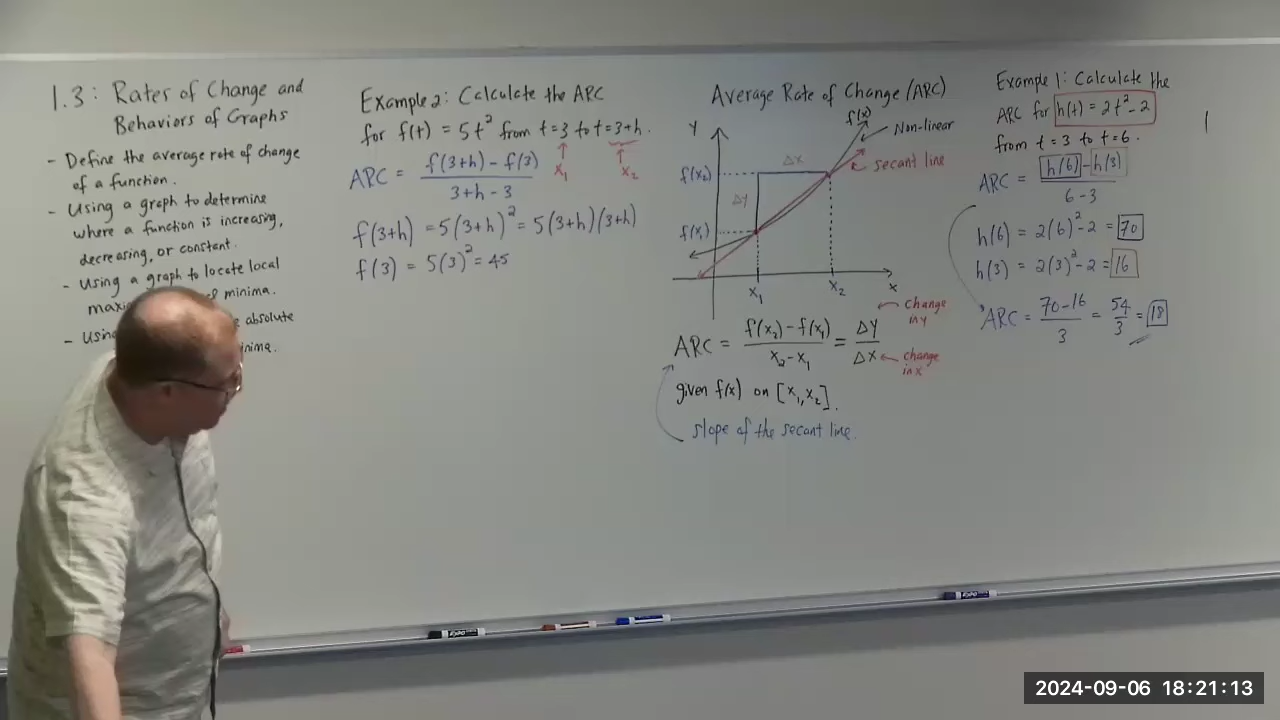 1.3: Rates of Change and
Behaviors of Graphs
- Define the average rate of change
of a function.
- Using a graph to determine
where a function is increasing,
decreasing, or constant.
- Using a graph to locate local
minima.
absolute
Example 2: Calculate the ARC
for f(t) = 5t² from t=3 to t=3+h.
x₁ x₂
ARC = f(3+h) - f(3) / 3+h-3
f(3+h) = 5(3+h)² = 5(3+h)(3+h)
f(3) = 5(3)² = 45
Average Rate of Change (ARC)
Y
f(x)
Non-linear
secant line
Δx
f(x₂)
Δy
f(x₁)
x₁ x₂ x
ARC = f(x₂) - f(x₁) / x₂ - x₁ = Δy / Δx
change in y
change in x
given f(x) on [x₁, x₂].
slope of the secant line.
Example 1: Calculate the
ARC for h(t) = 2t² - 2
from t = 3 to t = 6.
ARC = h(6) - h(3) / 6-3
h(6) = 2(6)² - 2 = 70
h(3) = 2(3)² - 2 = 16
ARC = 70-16 / 3 = 54 / 3 = 18
EXPO
2024-09-06 18:21:13